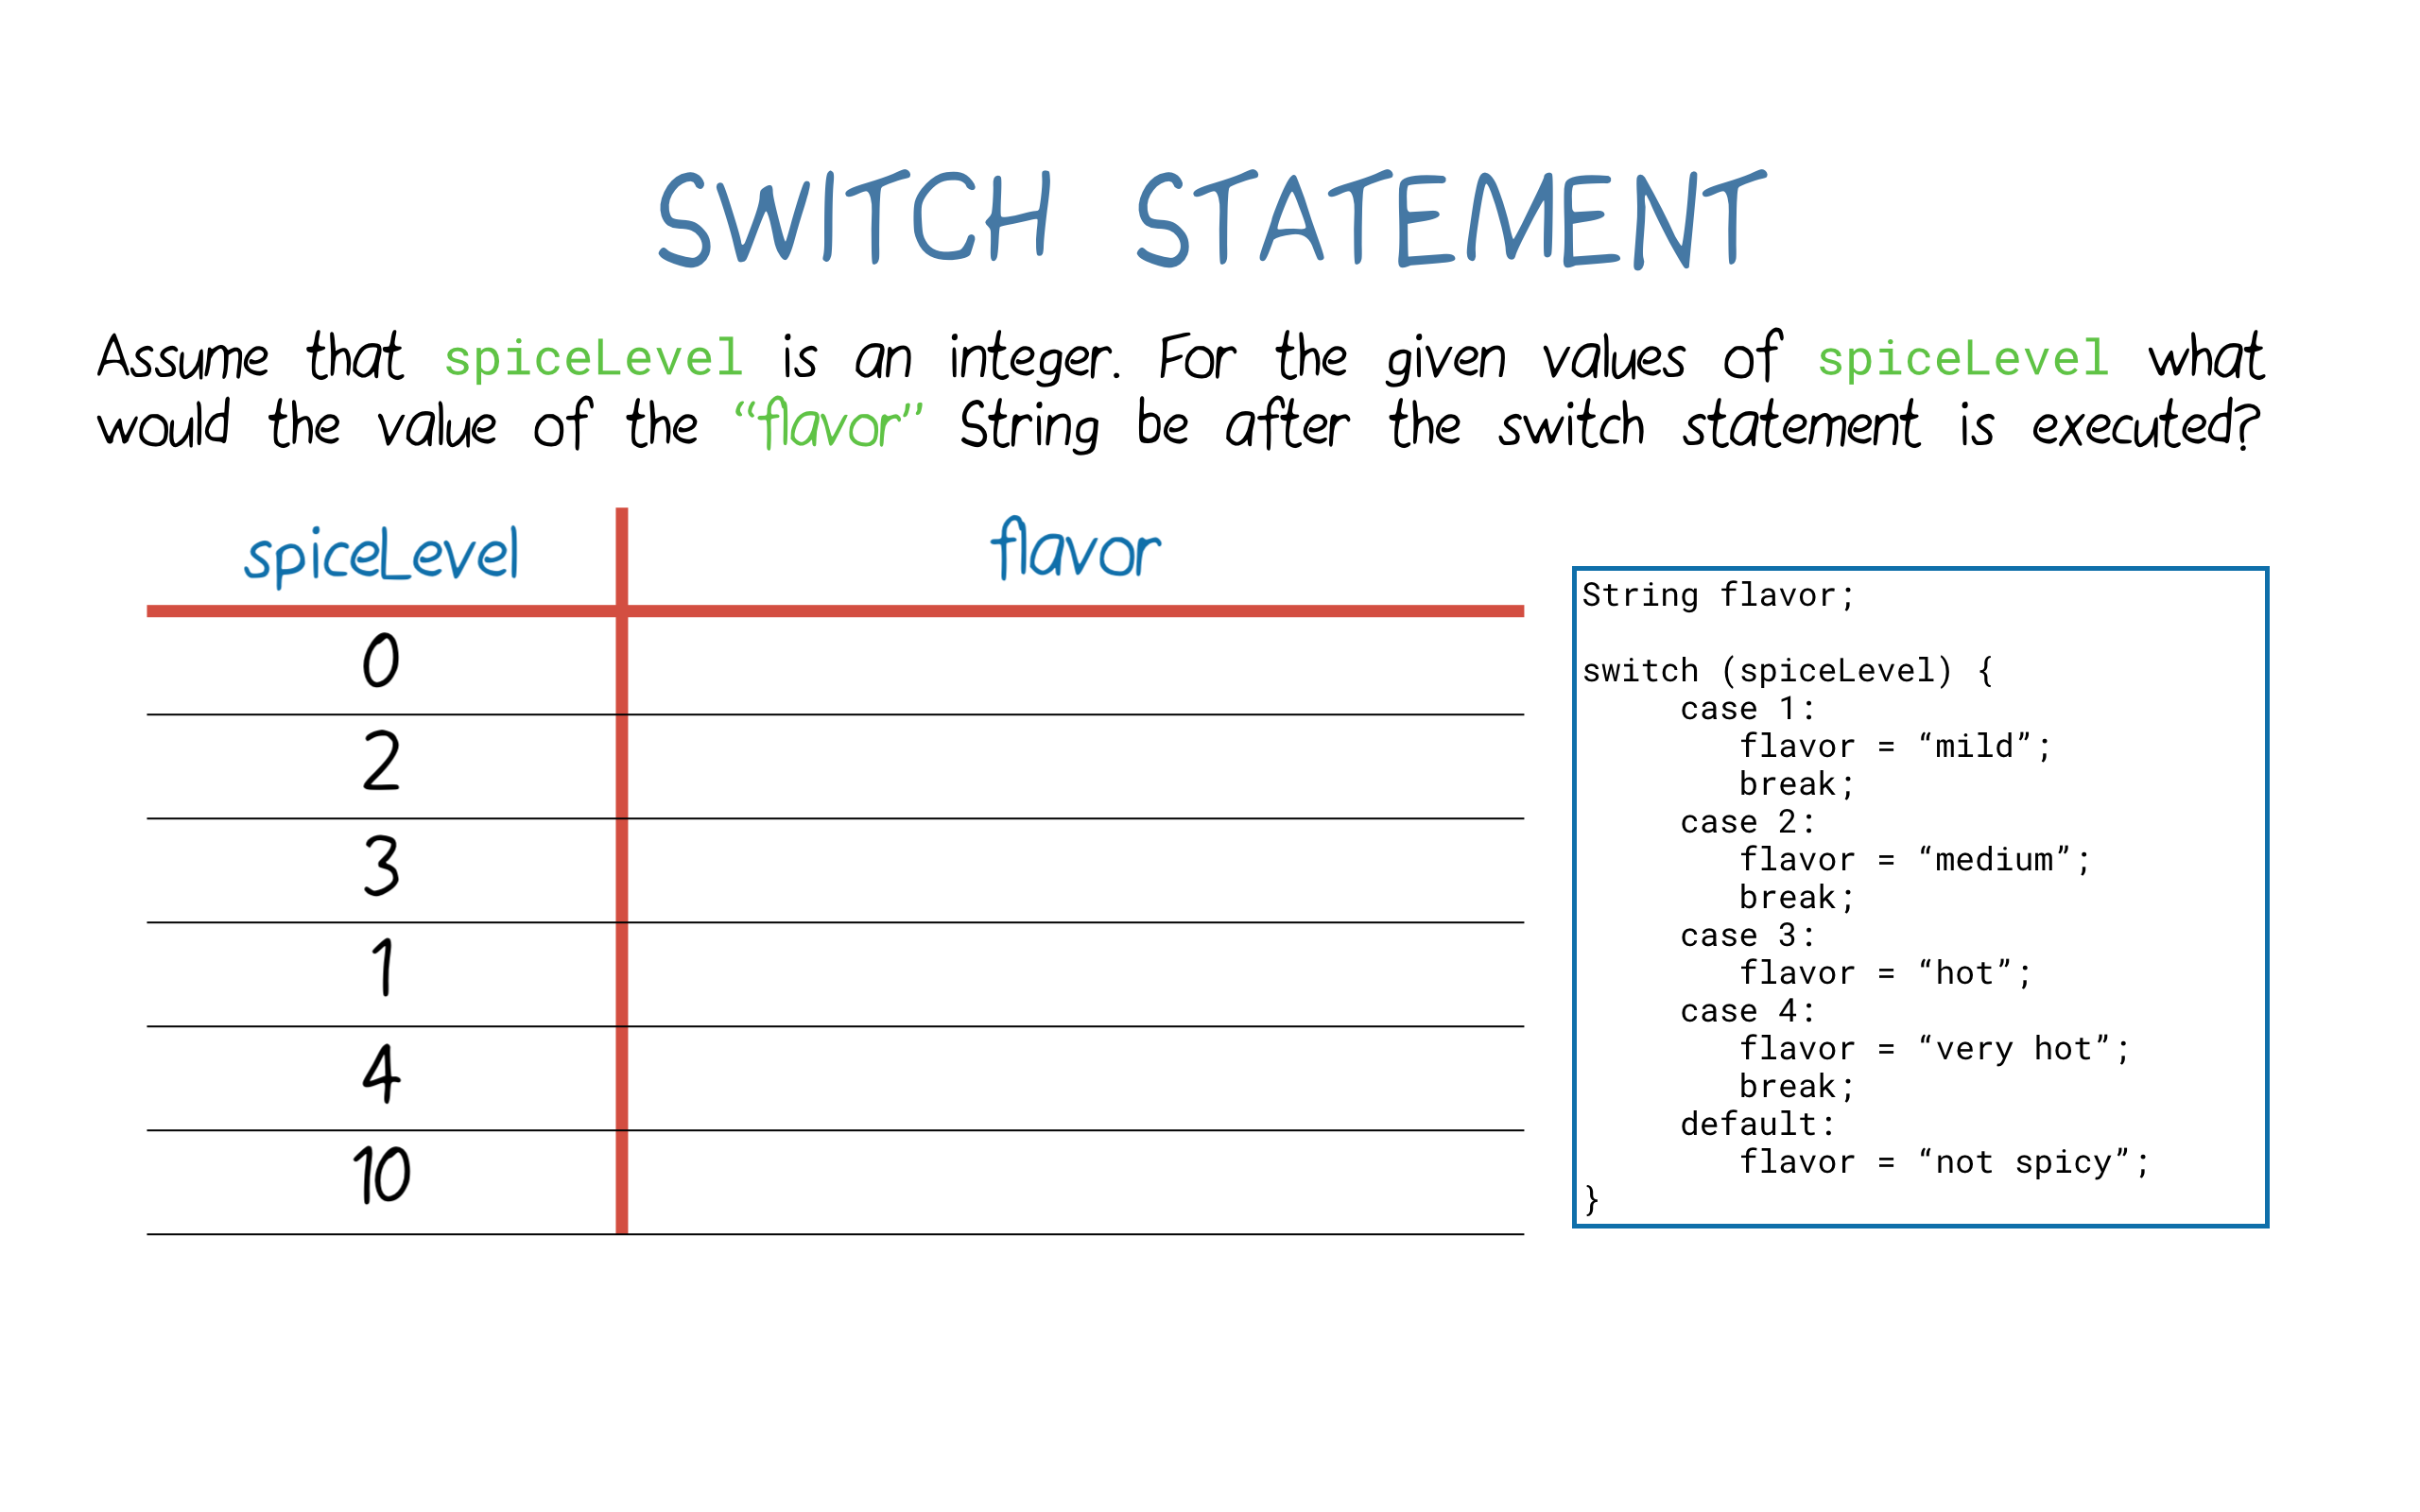 SWITCH STATEMENT
Assume that spiceLevel is an integer. For the given values of spiceLevel what
would the value of the “flavor” String be after the switch statement is executed?
spiceLevel flavor
0
2
3
1
4
10
String flavor;
switch (spiceLevel) {
case 1:
flavor = “mild”;
break;
case 2:
flavor = “medium”;
break;
case 3:
flavor = “hot”;
case 4:
flavor = “very hot”;
break;
default:
flavor = “not spicy”;
}